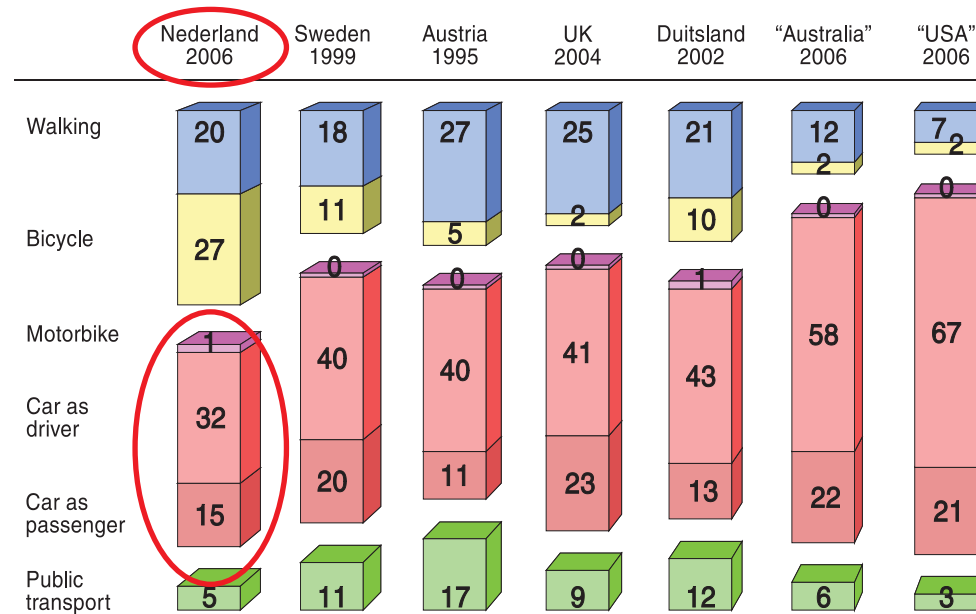 Nederland Sweden Austria UK Duitsland "Australia" "USA"
2006 1999 1995 2004 2002 2006 2006
Walking 20 18 27 25 21 12 7
2 2
Bicycle 27 11 5 2 10
0 0
Motorbike 1 0 0 0 1
Car as
driver 32 40 40 41 43 58 67
Car as
passenger 15 20 11 23 13 22 21
Public
transport 5 11 17 9 12 6 3